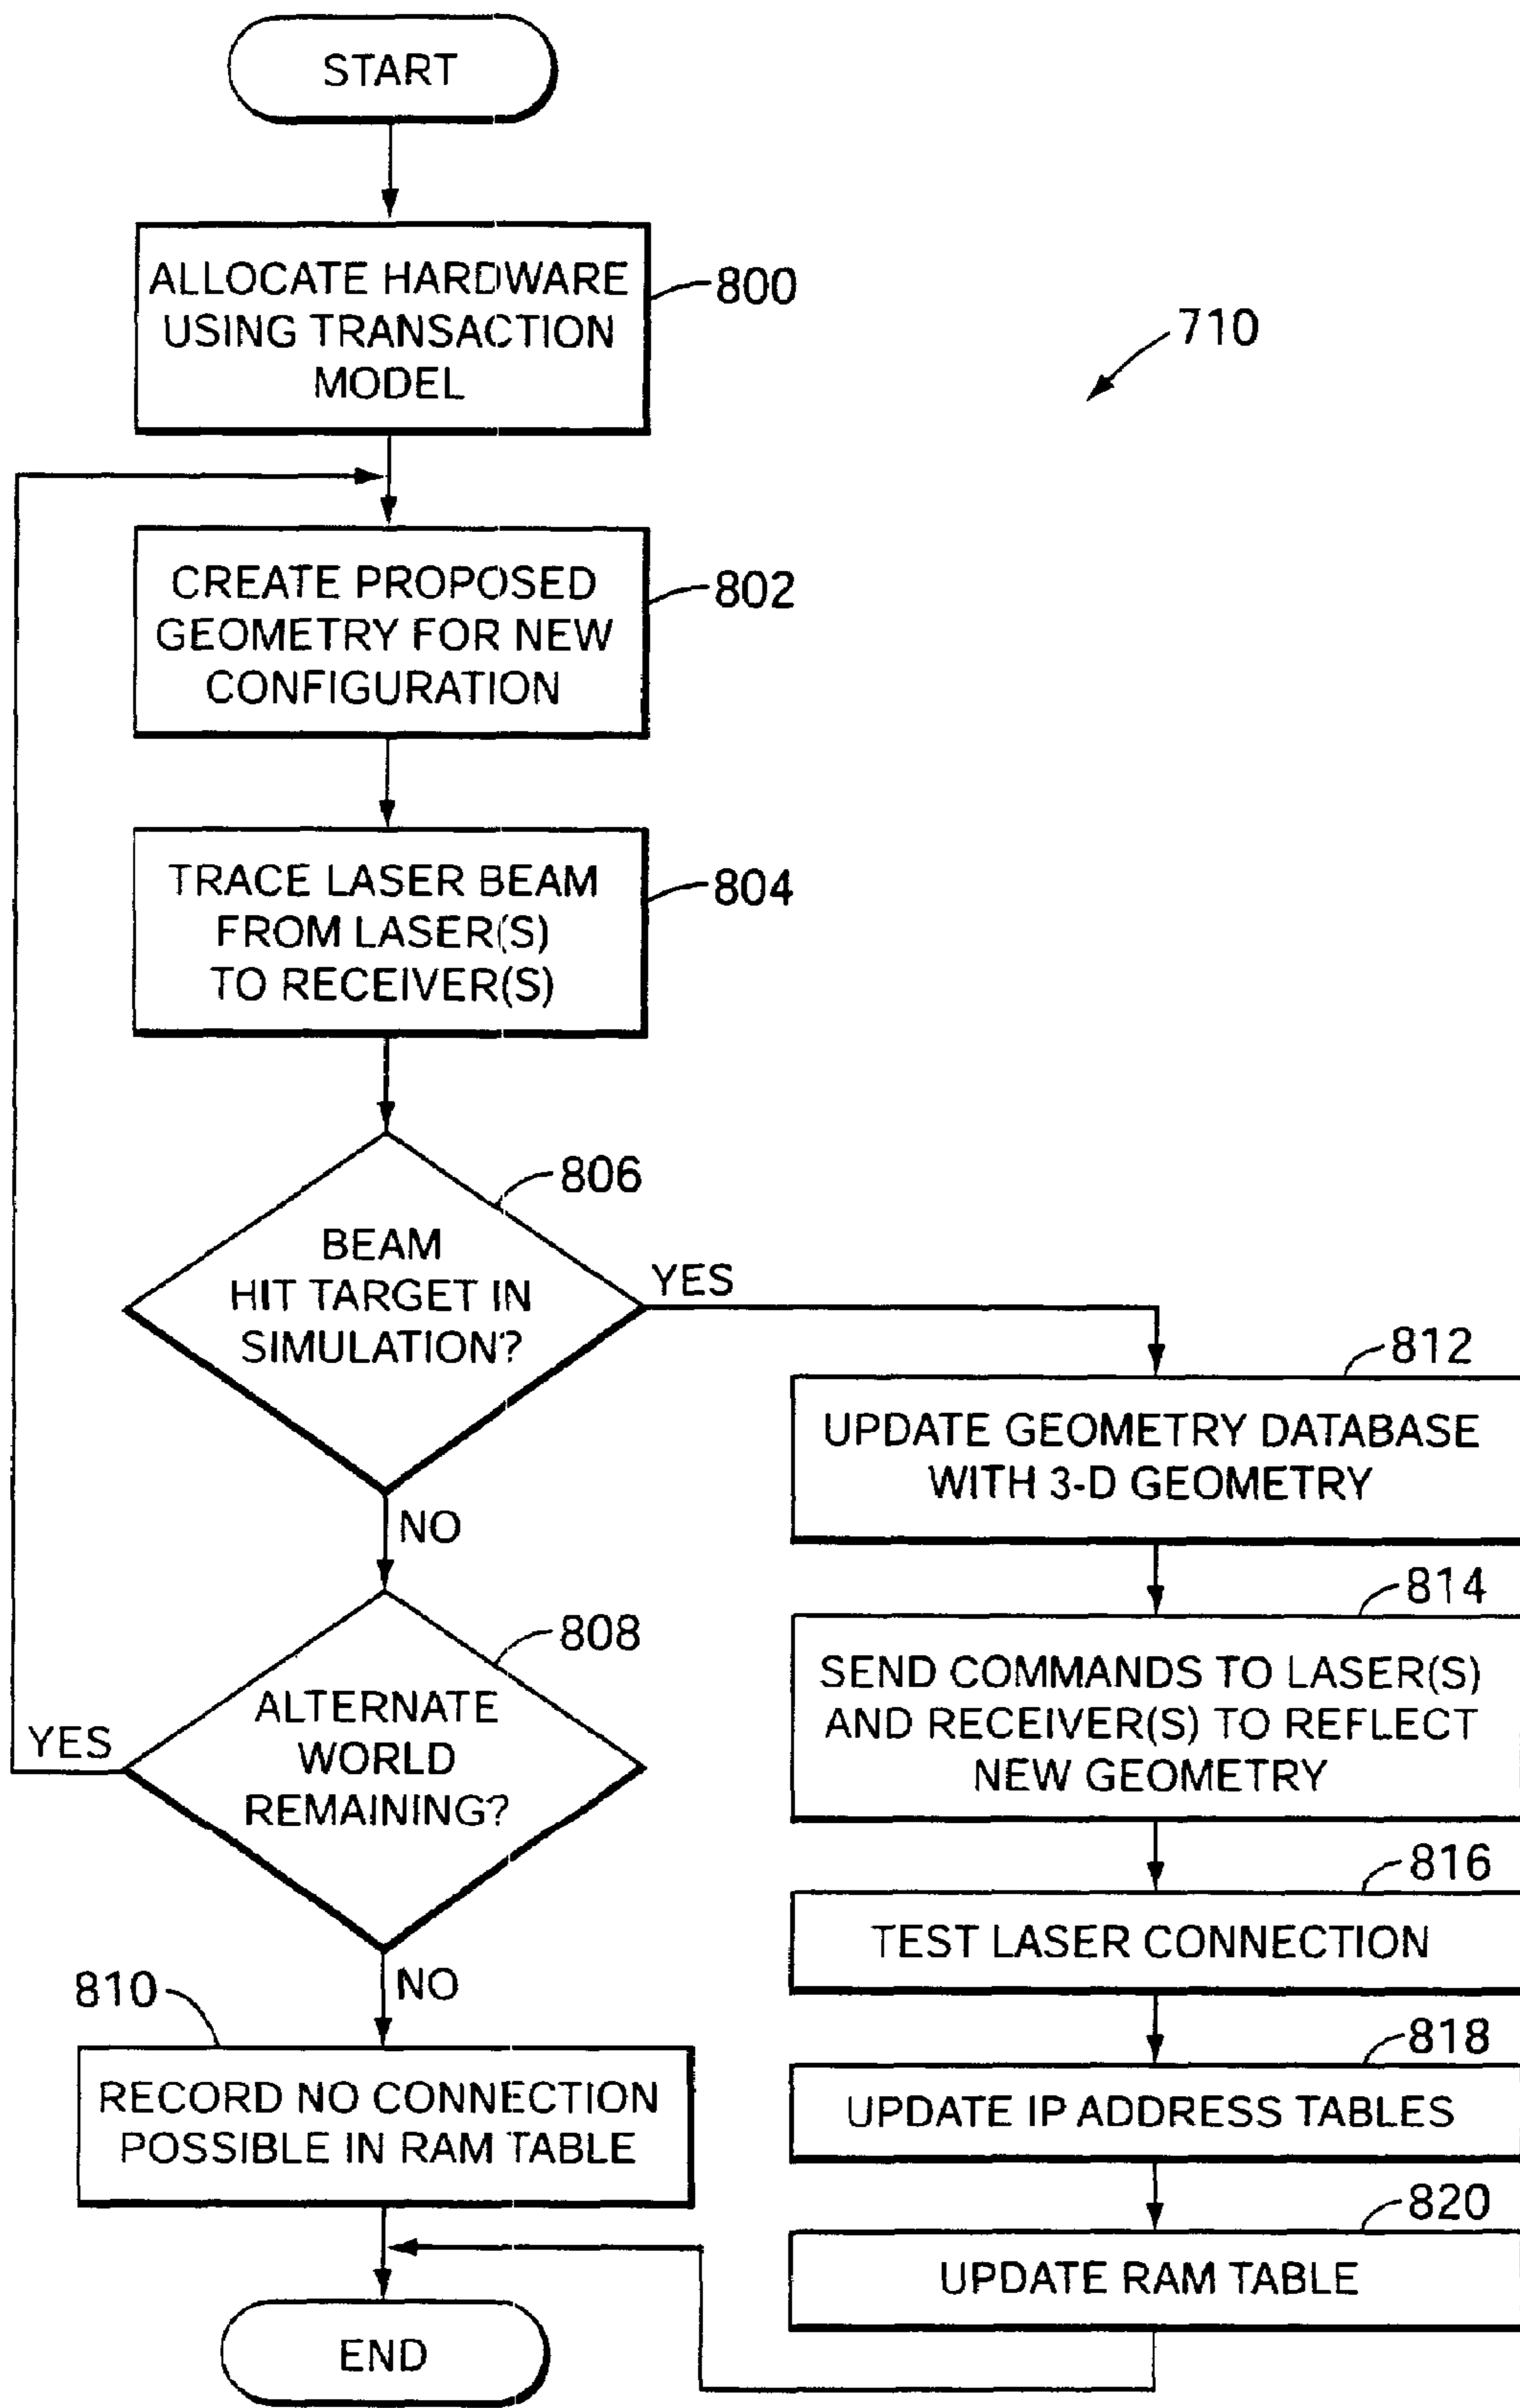 START
ALLOCATE HARDWARE
USING TRANSACTION
MODEL
800
710
CREATE PROPOSED
GEOMETRY FOR NEW
CONFIGURATION
802
TRACE LASER BEAM
FROM LASER(S)
TO RECEIVER(S)
804
806
BEAM
HIT TARGET IN
SIMULATION?
YES
NO
812
UPDATE GEOMETRY DATABASE
WITH 3-D GEOMETRY
814
SEND COMMANDS TO LASER(S)
AND RECEIVER(S) TO REFLECT
NEW GEOMETRY
808
ALTERNATE
WORLD
REMAINING?
YES
NO
816
TEST LASER CONNECTION
810
RECORD NO CONNECTION
POSSIBLE IN RAM TABLE
818
UPDATE IP ADDRESS TABLES
820
UPDATE RAM TABLE
END